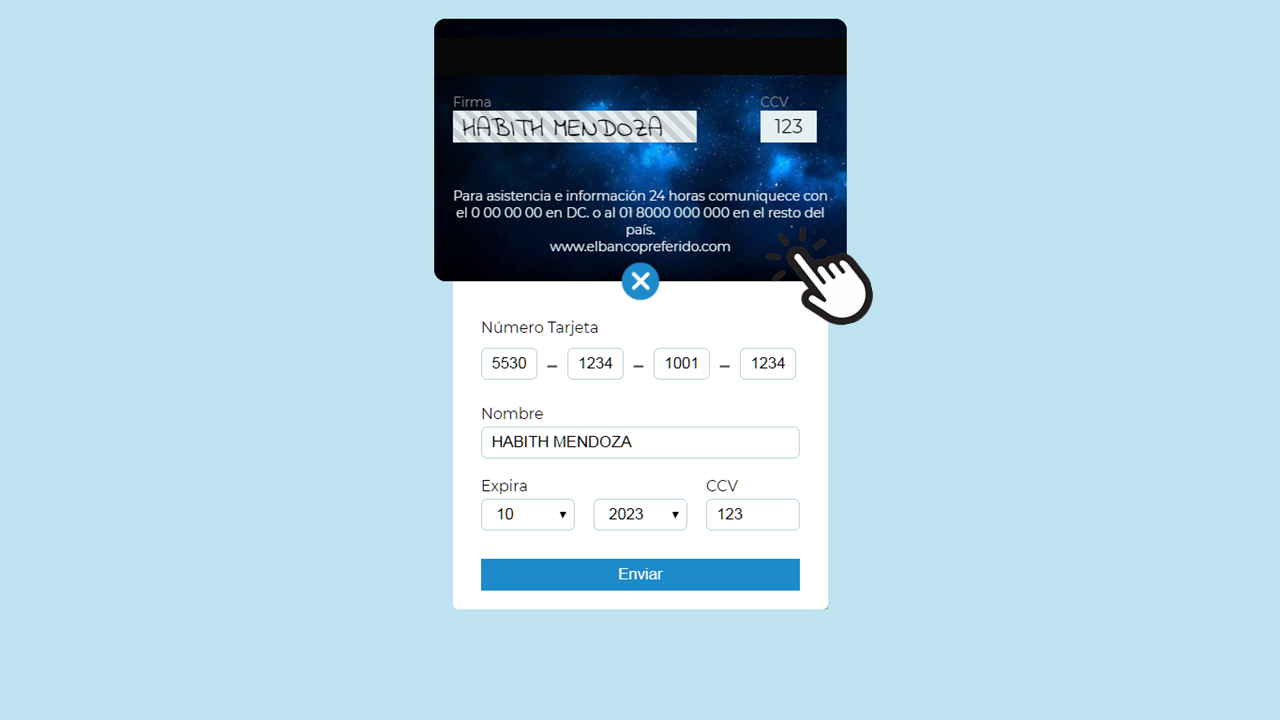 Firma CCV
HABITH MENDOZA 123
Para asistencia e información 24 horas comuniquece con
el 0 00 00 00 en DC. o al 01 8000 000 000 en el resto del
país.
www.elbancopreferido.com
Número Tarjeta
5530 – 1234 – 1001 – 1234
Nombre
HABITH MENDOZA
Expira CCV
10 2023 123
Enviar